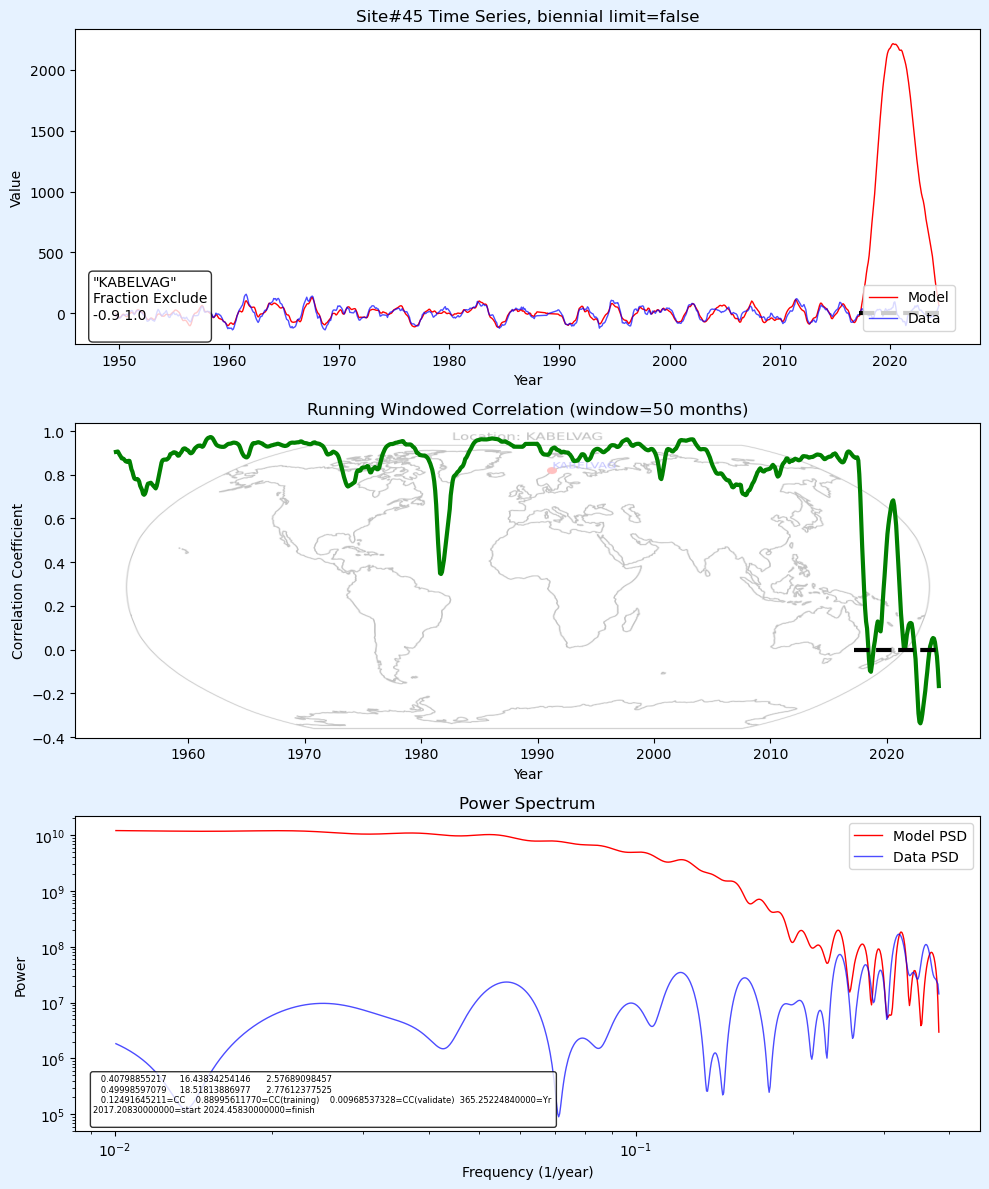 Site#45 Time Series, biennial limit=false
Value
2000
1500
1000
500
0
"KABELVAG"
Fraction Exclude
-0.9 1.0
Model
Data
1950 1960 1970 1980 1990 2000 2010 2020
Year
Running Windowed Correlation (window=50 months)
Correlation Coefficient
1.0
0.8
0.6
0.4
0.2
0.0
−0.2
−0.4
Location: KABELVAG
KABELVAG
1960 1970 1980 1990 2000 2010 2020
Year
Power Spectrum
Power
10^10
10^9
10^8
10^7
10^6
10^5
Model PSD
Data PSD
0.40798855217 16.43834254146 2.57689098457
0.49998597079 18.51813886977 2.77612377525
0.12491645211=CC 0.88995611770=CC(training) 0.00968537328=CC(validate) 365.25224840000=Yr
2017.20830000000=start 2024.45830000000=finish
10^−2 10^−1
Frequency (1/year)